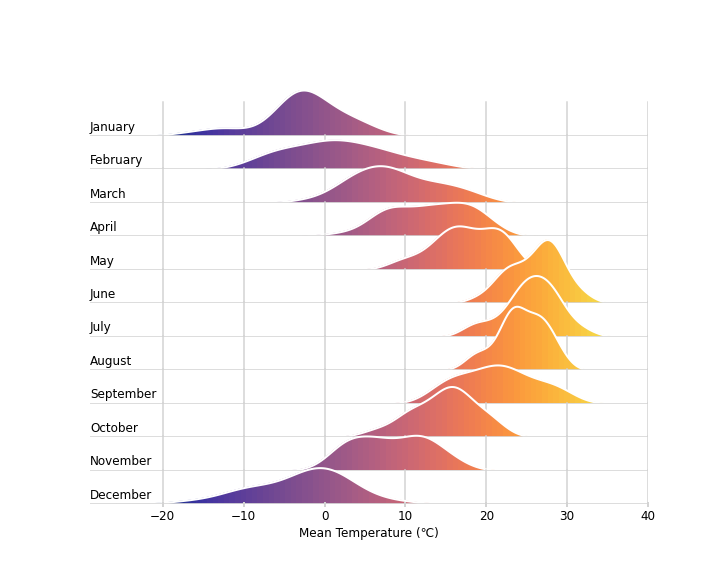 January
February
March
April
May
June
July
August
September
October
November
December
−20 −10 0 10 20 30 40
Mean Temperature (℃)